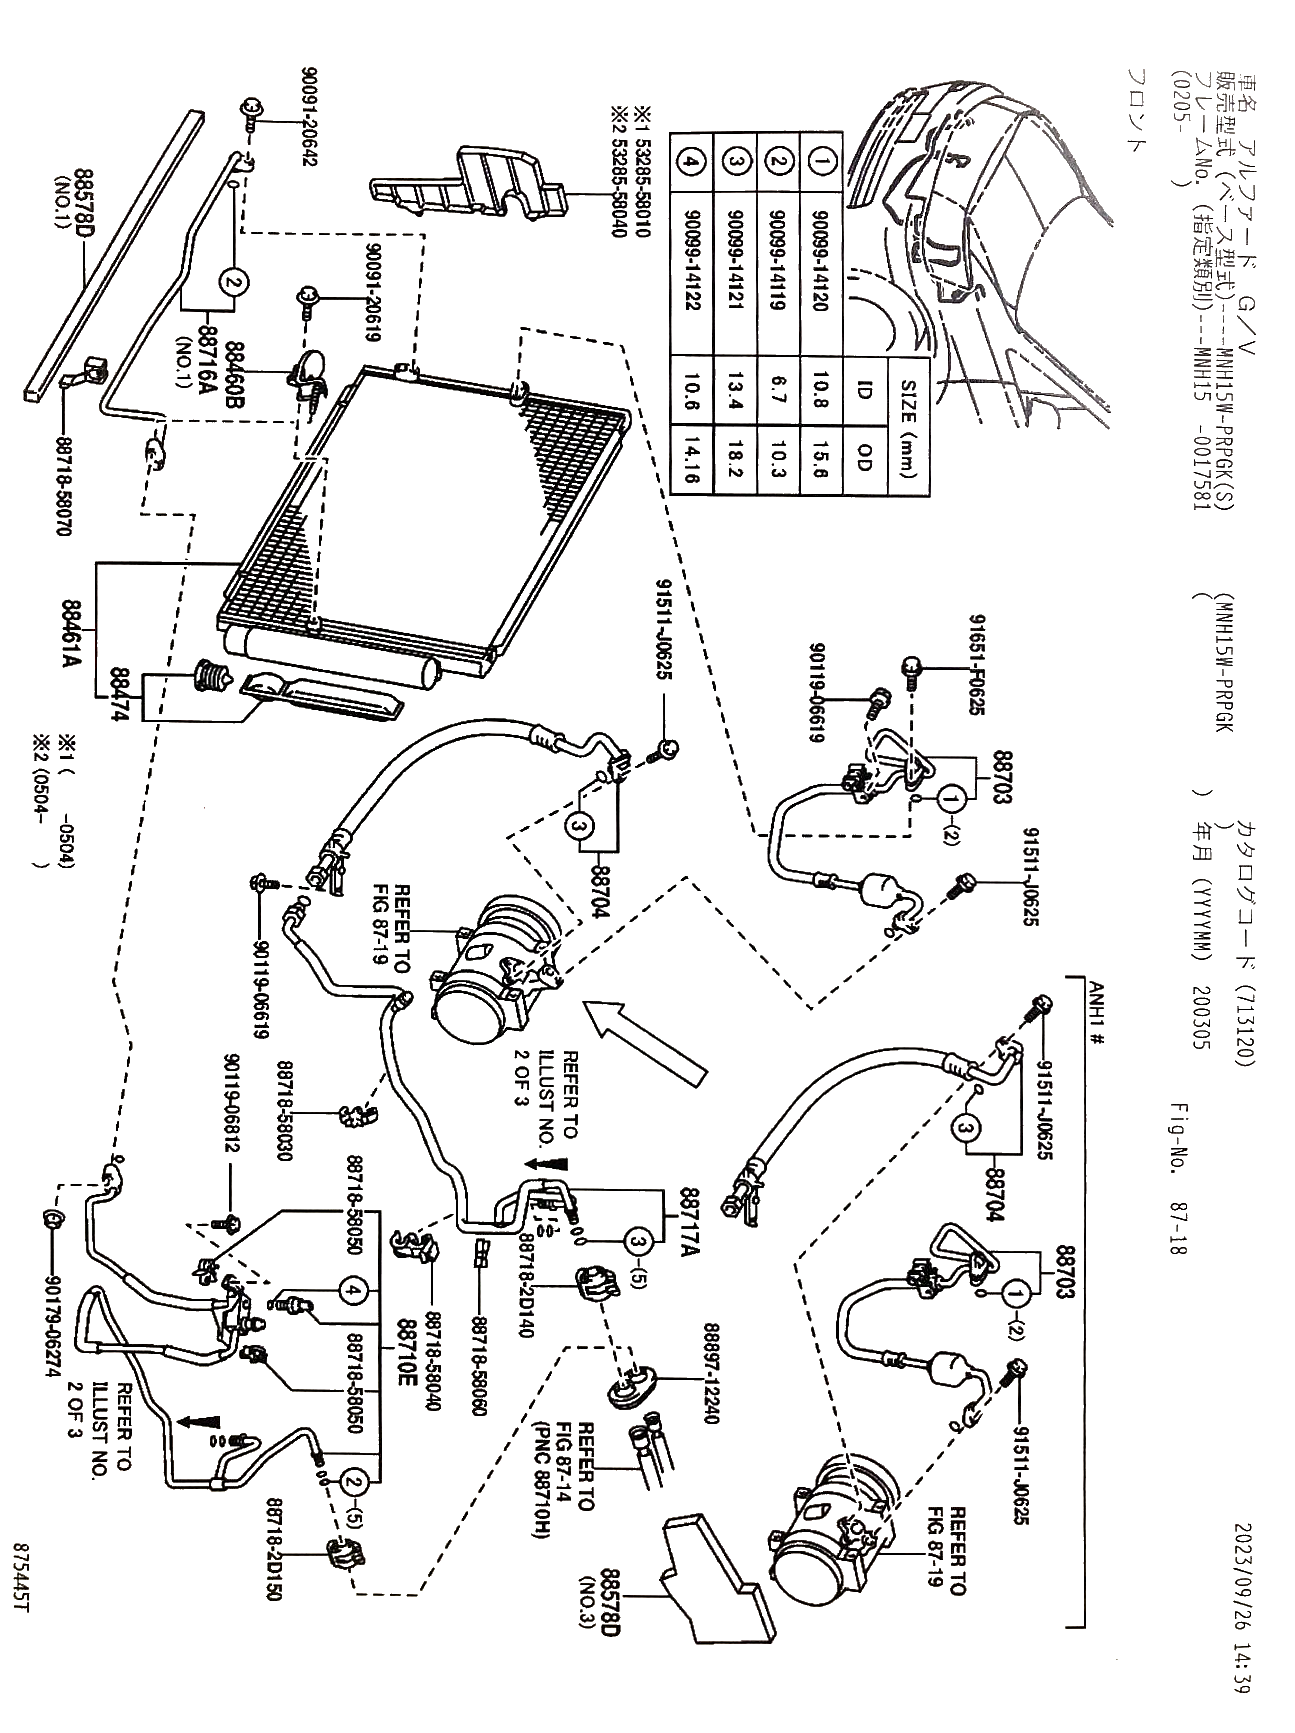 車名 アルファード G/V
販売型式 (ベース型式)----MNH15W-PRPGK(S) (MNH15W-PRPGK ) カタログコード (713120)
フレームNo. (指定類別)---MNH15 -0017581 ( ) 年月 (YYYYMM) 200305
(0205- )
Fig-No. 87-18
2023/09/26 14:39
フロント
SIZE (mm)
ID OD
1 90099-14120 10.8 15.6
2 90099-14119 6.7 10.3
3 90099-14121 13.4 18.2
4 90099-14122 10.6 14.16
※1 53285-58010
※2 53285-58040
90091-20642
90091-20619
88578D
(NO.1)
2
88716A
(NO.1)
88460B
88718-58070
88461A
88474
※1 ( -0504)
※2 (0504- )
91511-J0625
91651-F0625
90119-06619
88703
1-(2)
91511-J0625
3
88704
REFER TO
FIG 87-19
90119-06619
ANH1 #
91511-J0625
3
88704
88703
1-(2)
91511-J0625
REFER TO
FIG 87-19
REFER TO
ILLUST NO.
2 OF 3
88717A
3-(5)
88718-58030
90119-06812
88718-58050
4
88710E
88718-58050
88718-58040
88718-58060
88718-2D140
88897-12240
REFER TO
FIG 87-14
(PNC 88710H)
88578D
(NO.3)
90179-06274
REFER TO
ILLUST NO.
2 OF 3
2-(5)
88718-2D150
875445T